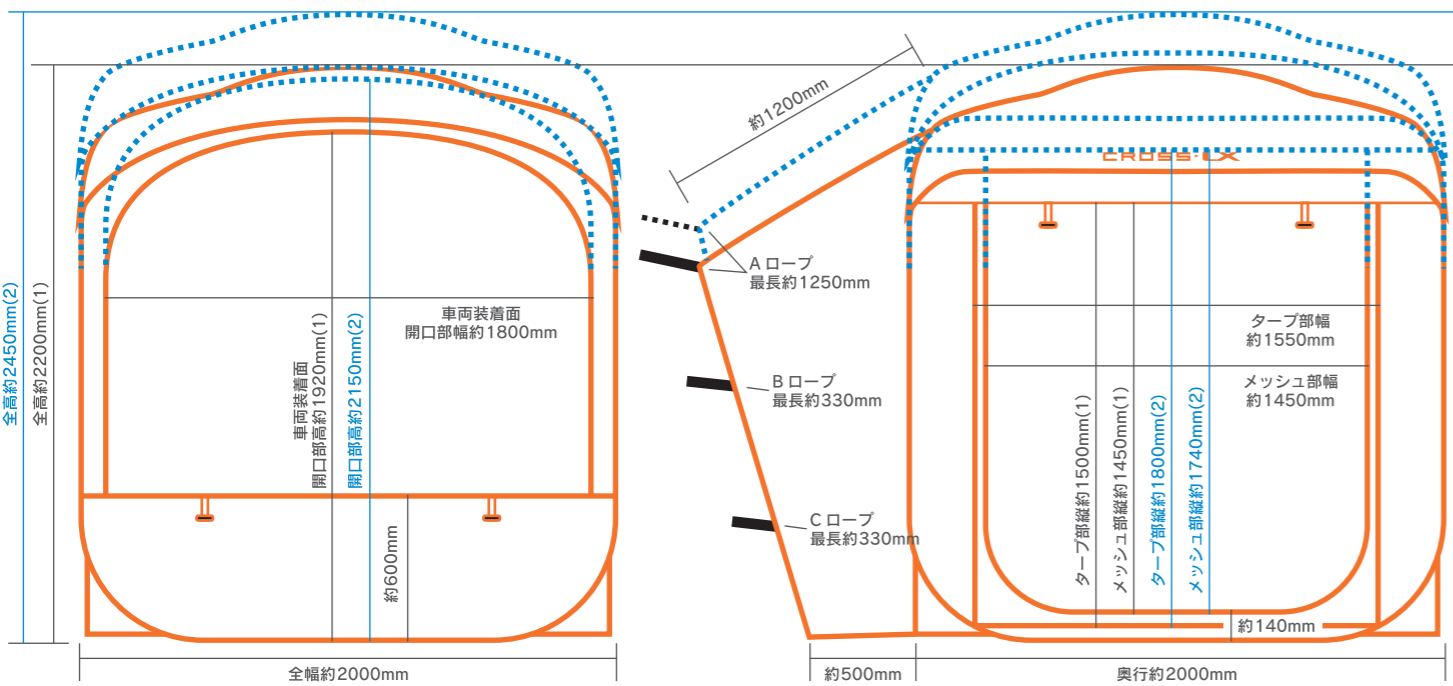 全高約2450mm(2)
全高約2200mm(1)
車両装着面
開口部幅約1800mm
車両装着面
開口部高約1920mm(1)
開口部高約2150mm(2)
約600mm
全幅約2000mm
約1200mm
A ロープ
最長約1250mm
B ロープ
最長約330mm
C ロープ
最長約330mm
約500mm
CROSS-LX
タープ部幅
約1550mm
メッシュ部幅
約1450mm
タープ部縦約1500mm(1)
メッシュ部縦約1450mm(1)
タープ部縦約1800mm(2)
メッシュ部縦約1740mm(2)
約140mm
奥行約2000mm